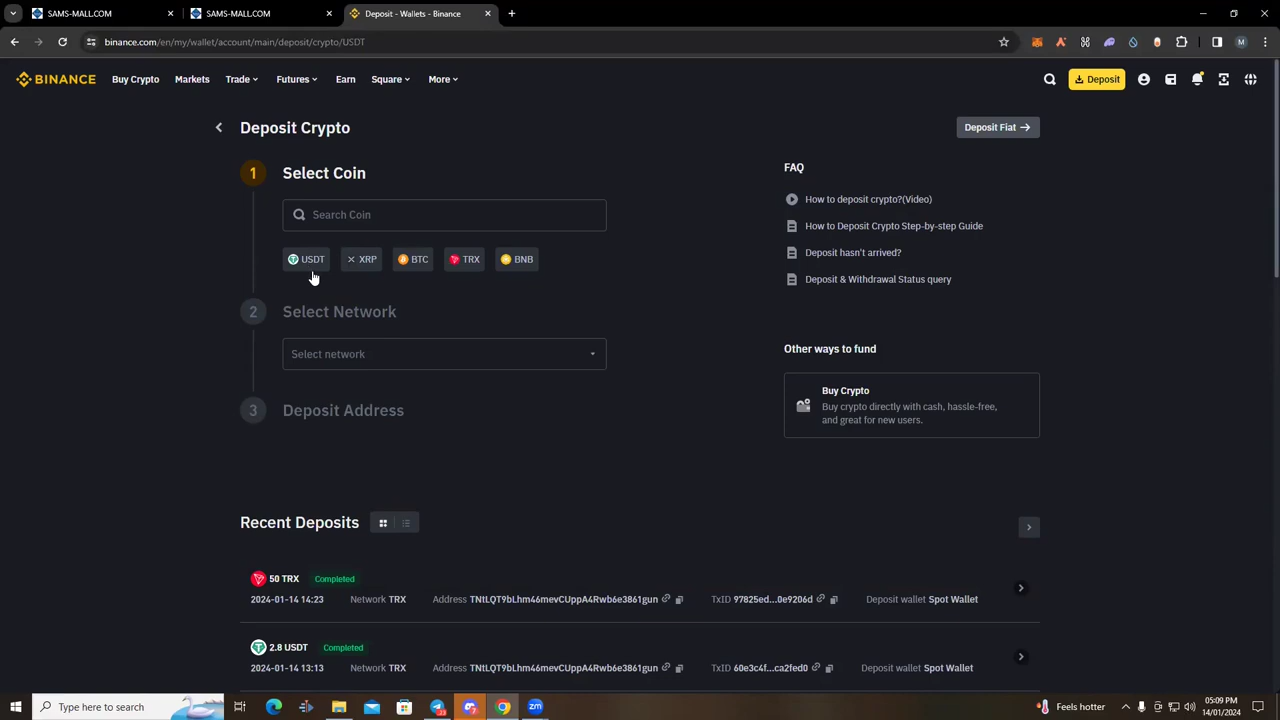 SAMS-MALL.COM
SAMS-MALL.COM
Deposit - Wallets - Binance
binance.com/en/my/wallet/account/main/deposit/crypto/USDT
M
BINANCE
Buy Crypto
Markets
Trade
Futures
Earn
Square
More
Deposit
Deposit Crypto
Deposit Fiat
1
Select Coin
Search Coin
USDT
XRP
BTC
TRX
BNB
2
Select Network
Select network
3
Deposit Address
FAQ
How to deposit crypto?(Video)
How to Deposit Crypto Step-by-step Guide
Deposit hasn't arrived?
Deposit & Withdrawal Status query
Other ways to fund
Buy Crypto
Buy crypto directly with cash, hassle-free,
and great for new users.
Recent Deposits
50 TRX Completed
2024-01-14 14:23 Network TRX Address TNtLQT9bLhm46mevCUppA4Rwb6e3861gun TxID 97825ed...0e9206d Deposit wallet Spot Wallet
2.8 USDT Completed
2024-01-14 13:13 Network TRX Address TNtLQT9bLhm46mevCUppA4Rwb6e3861gun TxID 60e3c4f...ca2fed0 Deposit wallet Spot Wallet
Type here to search
zm
Feels hotter
05:09 PM
14/01/2024